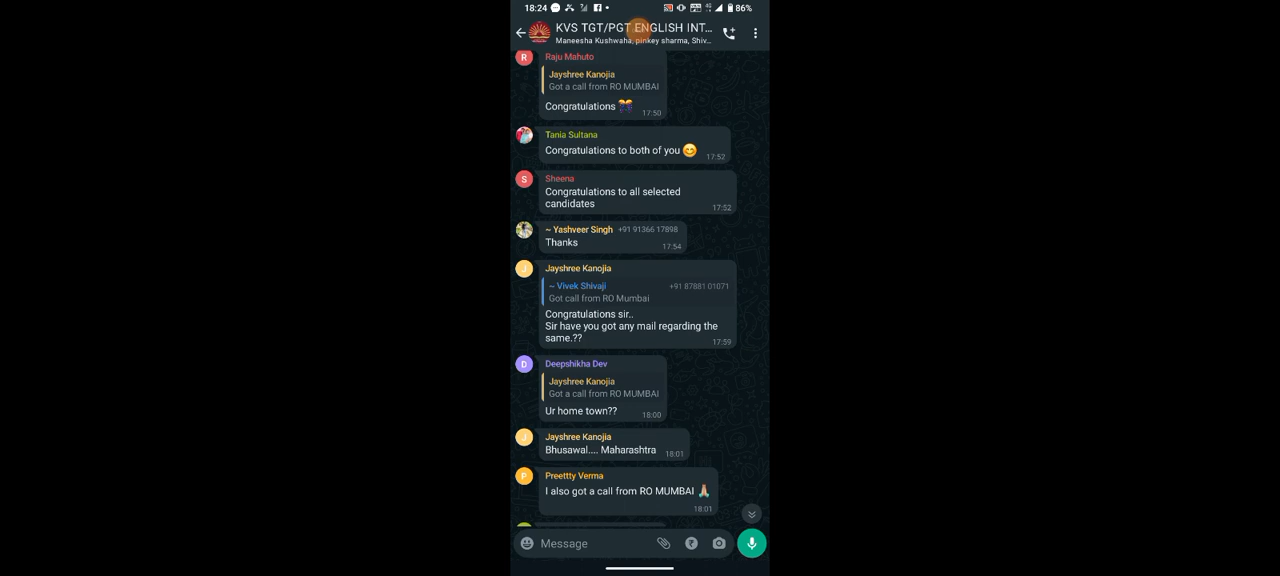 18:24
86%
KVS TGT/PGT ENGLISH INT...
Maneesha Kushwaha, pinkey sharma, Shiv...
Raju Mahuto
Jayshree Kanojia
Got a call from RO MUMBAI
Congratulations 🎊
17:50
Tania Sultana
Congratulations to both of you 😊
17:52
Sheena
Congratulations to all selected
candidates
17:52
~ Yashveer Singh +91 91366 17898
Thanks
17:54
Jayshree Kanojia
~ Vivek Shivaji +91 87881 01071
Got call from RO Mumbai
Congratulations sir..
Sir have you got any mail regarding the
same.??
17:59
Deepshikha Dev
Jayshree Kanojia
Got a call from RO MUMBAI
Ur home town??
18:00
Jayshree Kanojia
Bhusawal.... Maharashtra
18:01
Preettty Verma
I also got a call from RO MUMBAI 🙏🏼
18:01
Message